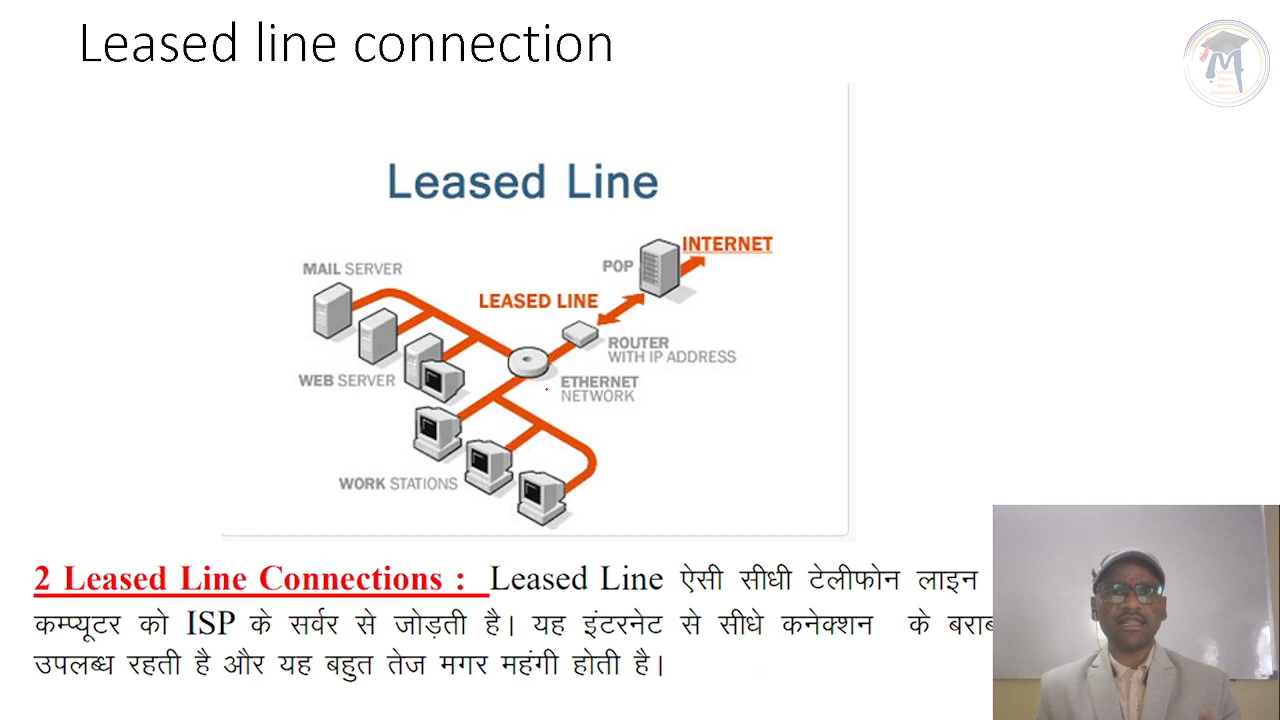 Leased line connection
Leased Line
INTERNET
POP
MAIL SERVER
LEASED LINE
ROUTER
WITH IP ADDRESS
WEB SERVER
ETHERNET
NETWORK
WORK STATIONS
2 Leased Line Connections : Leased Line ऐसी सीधी टेलीफोन लाइन
कम्प्यूटर को ISP के सर्वर से जोड़ती है। यह इंटरनेट से सीधे कनेक्शन के
उपलब्ध रहती है और यह बहुत तेज मगर महंगी होती है।